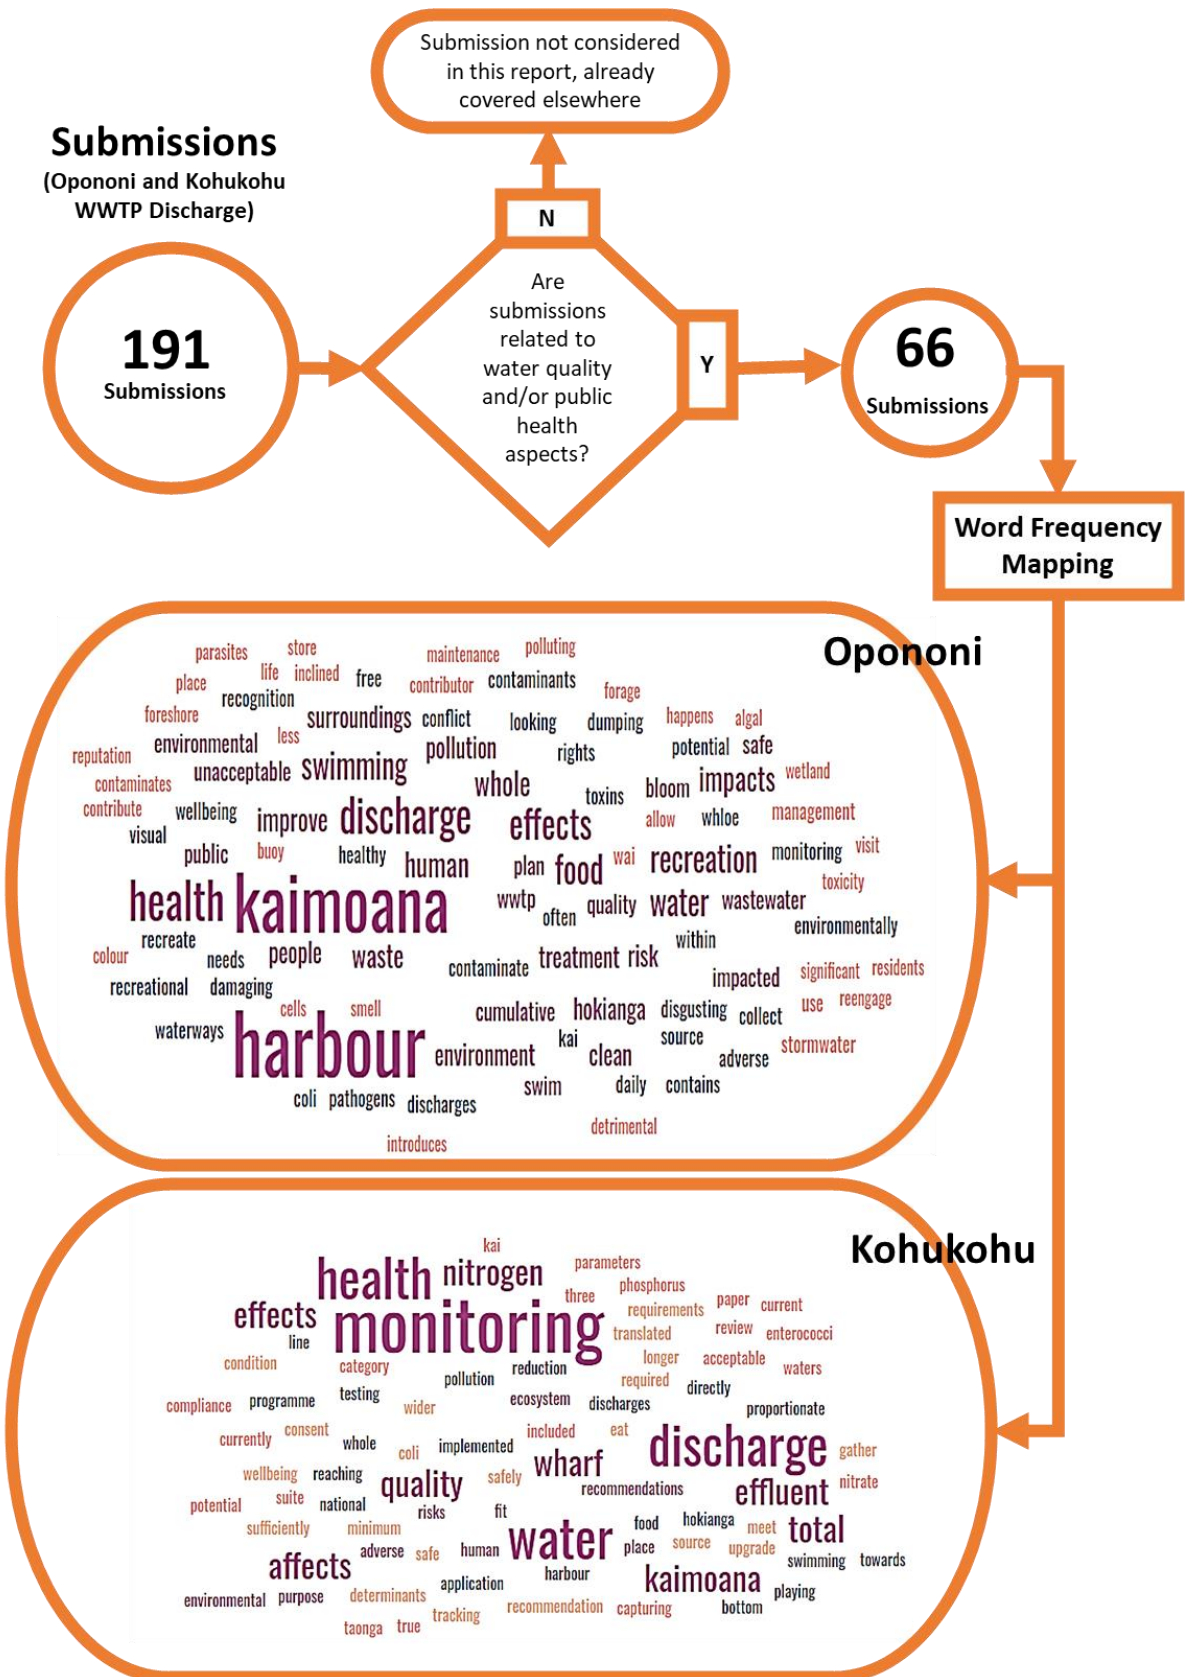 Submission not considered
in this report, already
covered elsewhere
Submissions
(Opononi and Kohukohu
WWTP Discharge)
N
191
Submissions
Are
submissions
related to
water quality
and/or public
health
aspects?
Y
66
Submissions
Word Frequency
Mapping
Opononi
parasites store maintenance polluting
place life inclined free contributor contaminants forage
recognition
foreshore surroundings conflict looking dumping happens algal
reputation environmental less pollution rights potential safe
contaminates unacceptable swimming whole toxins bloom impacts wetland
contribute wellbeing improve discharge effects allow whloe management
visual
public buoy healthy human plan food wai recreation monitoring visit
toxicity
health kaimoana wwtp often quality water wastewater
environmentally
recreate within
colour needs people waste contaminate treatment risk impacted significant residents
recreational damaging
cells smell cumulative hokianga disgusting collect use reengage
waterways harbour environment kai clean source adverse stormwater
swim daily contains
coli pathogens discharges
detrimental
introduces
Kohukohu
kai
health nitrogen parameters
three phosphorus
effects monitoring requirements paper current
line translated review enterococci
condition category reduction longer acceptable waters
pollution required directly
compliance programme testing wider ecosystem discharges proportionate
currently consent whole coli implemented included eat discharge gather
wellbeing reaching quality safely wharf recommendations effluent nitrate
potential suite national risks fit
sufficiently minimum water food hokianga meet total
affects adverse safe human place source upgrade swimming towards
harbour
environmental purpose determinants application kaimoana playing
tracking recommendation capturing bottom
taonga true